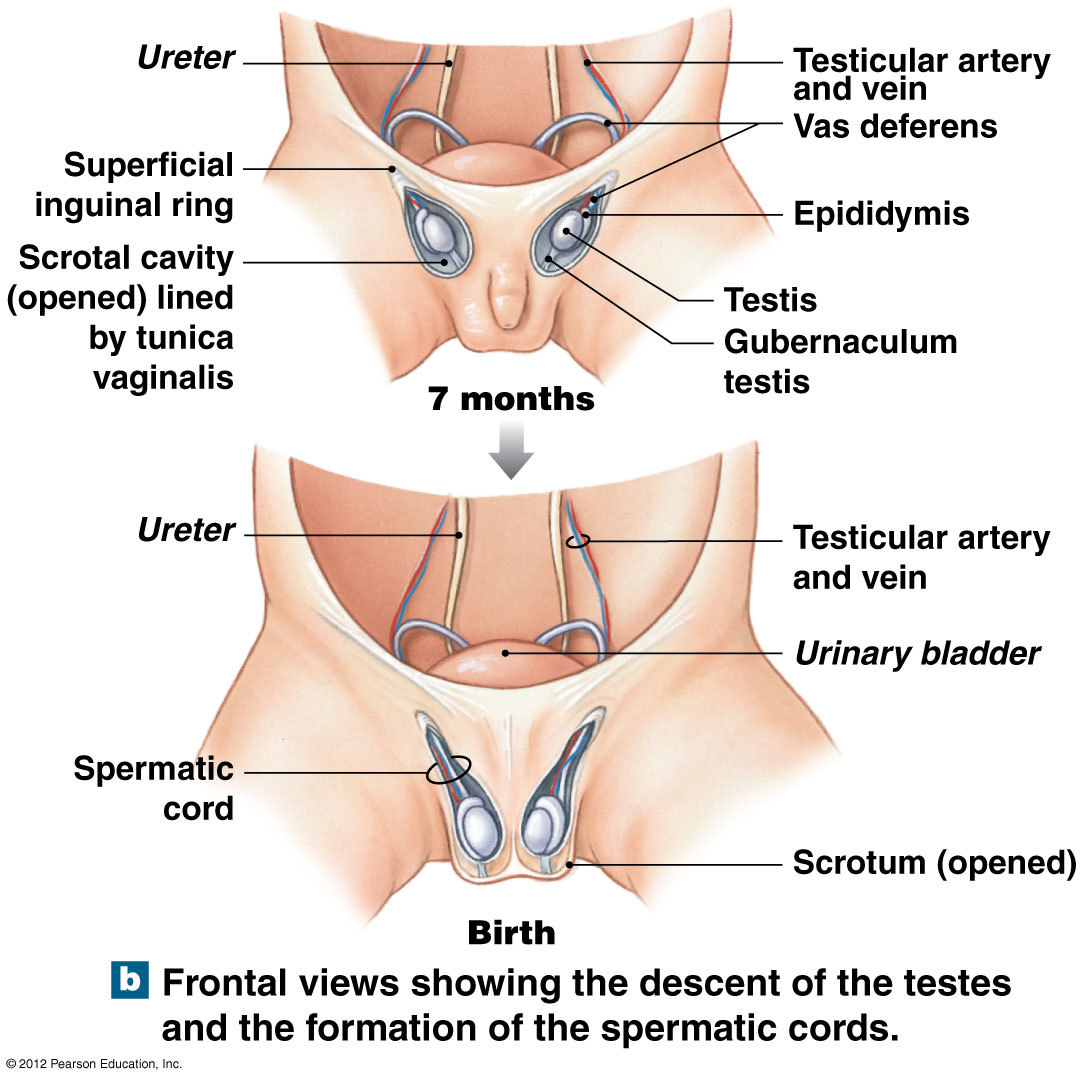 Ureter
Testicular artery
and vein
Vas deferens
Superficial
inguinal ring
Epididymis
Scrotal cavity
(opened) lined
by tunica
vaginalis
Testis
Gubernaculum
testis
7 months
Ureter
Testicular artery
and vein
Urinary bladder
Spermatic
cord
Scrotum (opened)
Birth
b Frontal views showing the descent of the testes
and the formation of the spermatic cords.
© 2012 Pearson Education, Inc.